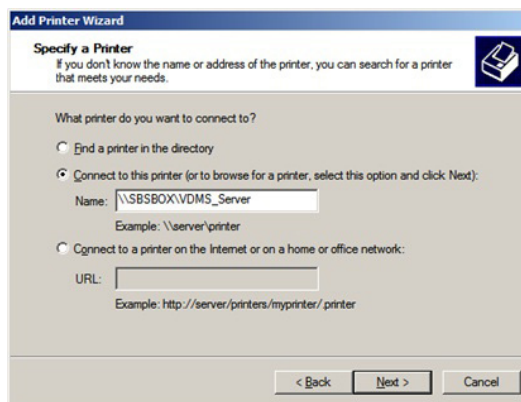 Add Printer Wizard
Specify a Printer
If you don't know the name or address of the printer, you can search for a printer
that meets your needs.
What printer do you want to connect to?
Find a printer in the directory
Connect to this printer (or to browse for a printer, select this option and click Next):
Name: \\SBSBOX\VDMS_Server
Example: \\server\printer
Connect to a printer on the Internet or on a home or office network:
URL:
Example: http://server/printers/myprinter/.printer
< Back Next > Cancel